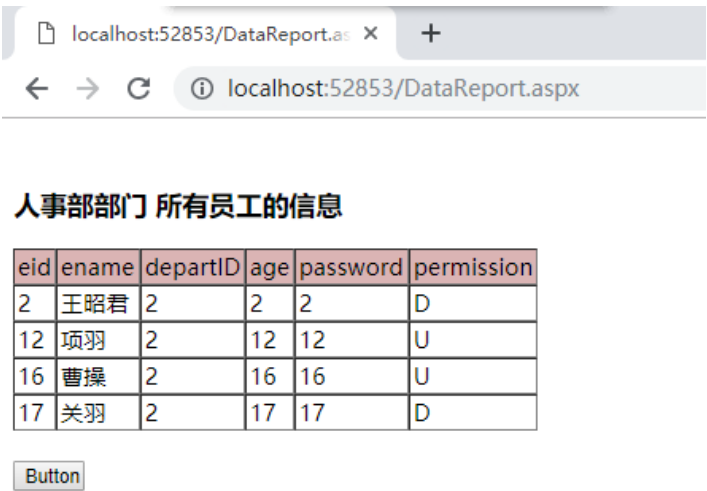 localhost:52853/DataReport.as
localhost:52853/DataReport.aspx
人事部部门 所有员工的信息
eid ename departID age password permission
2 王昭君 2 2 2 D
12 项羽 2 12 12 U
16 曹操 2 16 16 U
17 关羽 2 17 17 D
Button